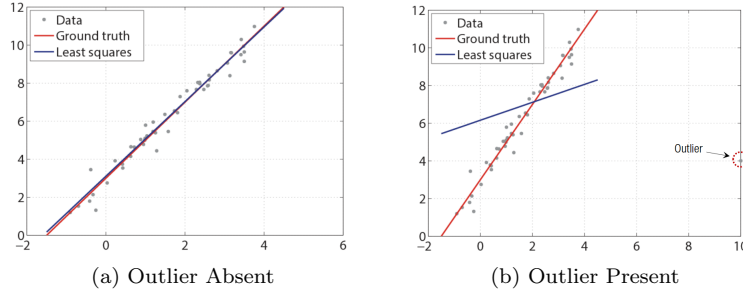 Data
Ground truth
Least squares
12
10
8
6
4
2
0
−2
0
2
4
6
(a) Outlier Absent
Data
Ground truth
Least squares
Outlier
12
10
8
6
4
2
0
−2
0
2
4
6
8
10
(b) Outlier Present